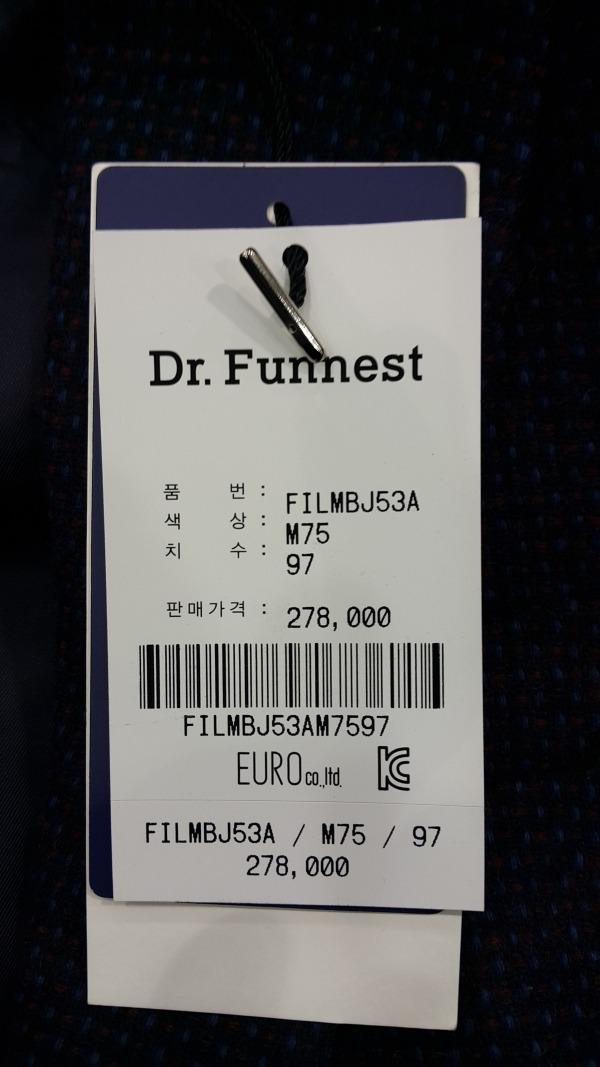 Dr. Funnest
품 번 : FILMBJ53A
색 상 : M75
치 수 : 97
판매가격 : 278,000
FILMBJ53AM7597
EURO co.,ltd.
FILMBJ53A / M75 / 97
278,000